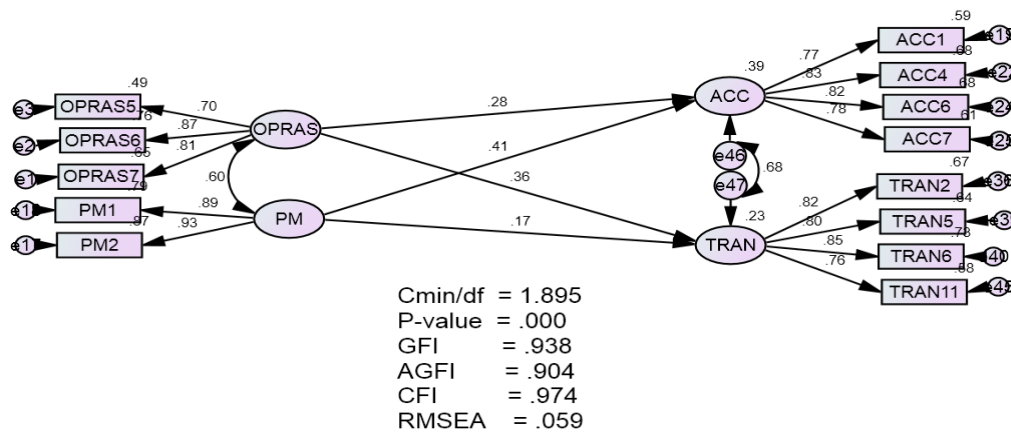 .59
ACC1
.77
.68
.39
.83
ACC4
ACC
.68
.82
ACC6
.78
.61
ACC7
.49
OPRAS5
.70
.28
.76
.87
OPRAS
OPRAS6
.81
.65
OPRAS7
.41
e46
.68
e47
.60
.36
.79
PM1
.89
PM
.87
.93
PM2
.17
.23
TRAN
.67
TRAN2
.82
.64
.80
TRAN5
.85
TRAN6
.76
.58
TRAN11
Cmin/df = 1.895
P-value = .000
GFI = .938
AGFI = .904
CFI = .974
RMSEA = .059